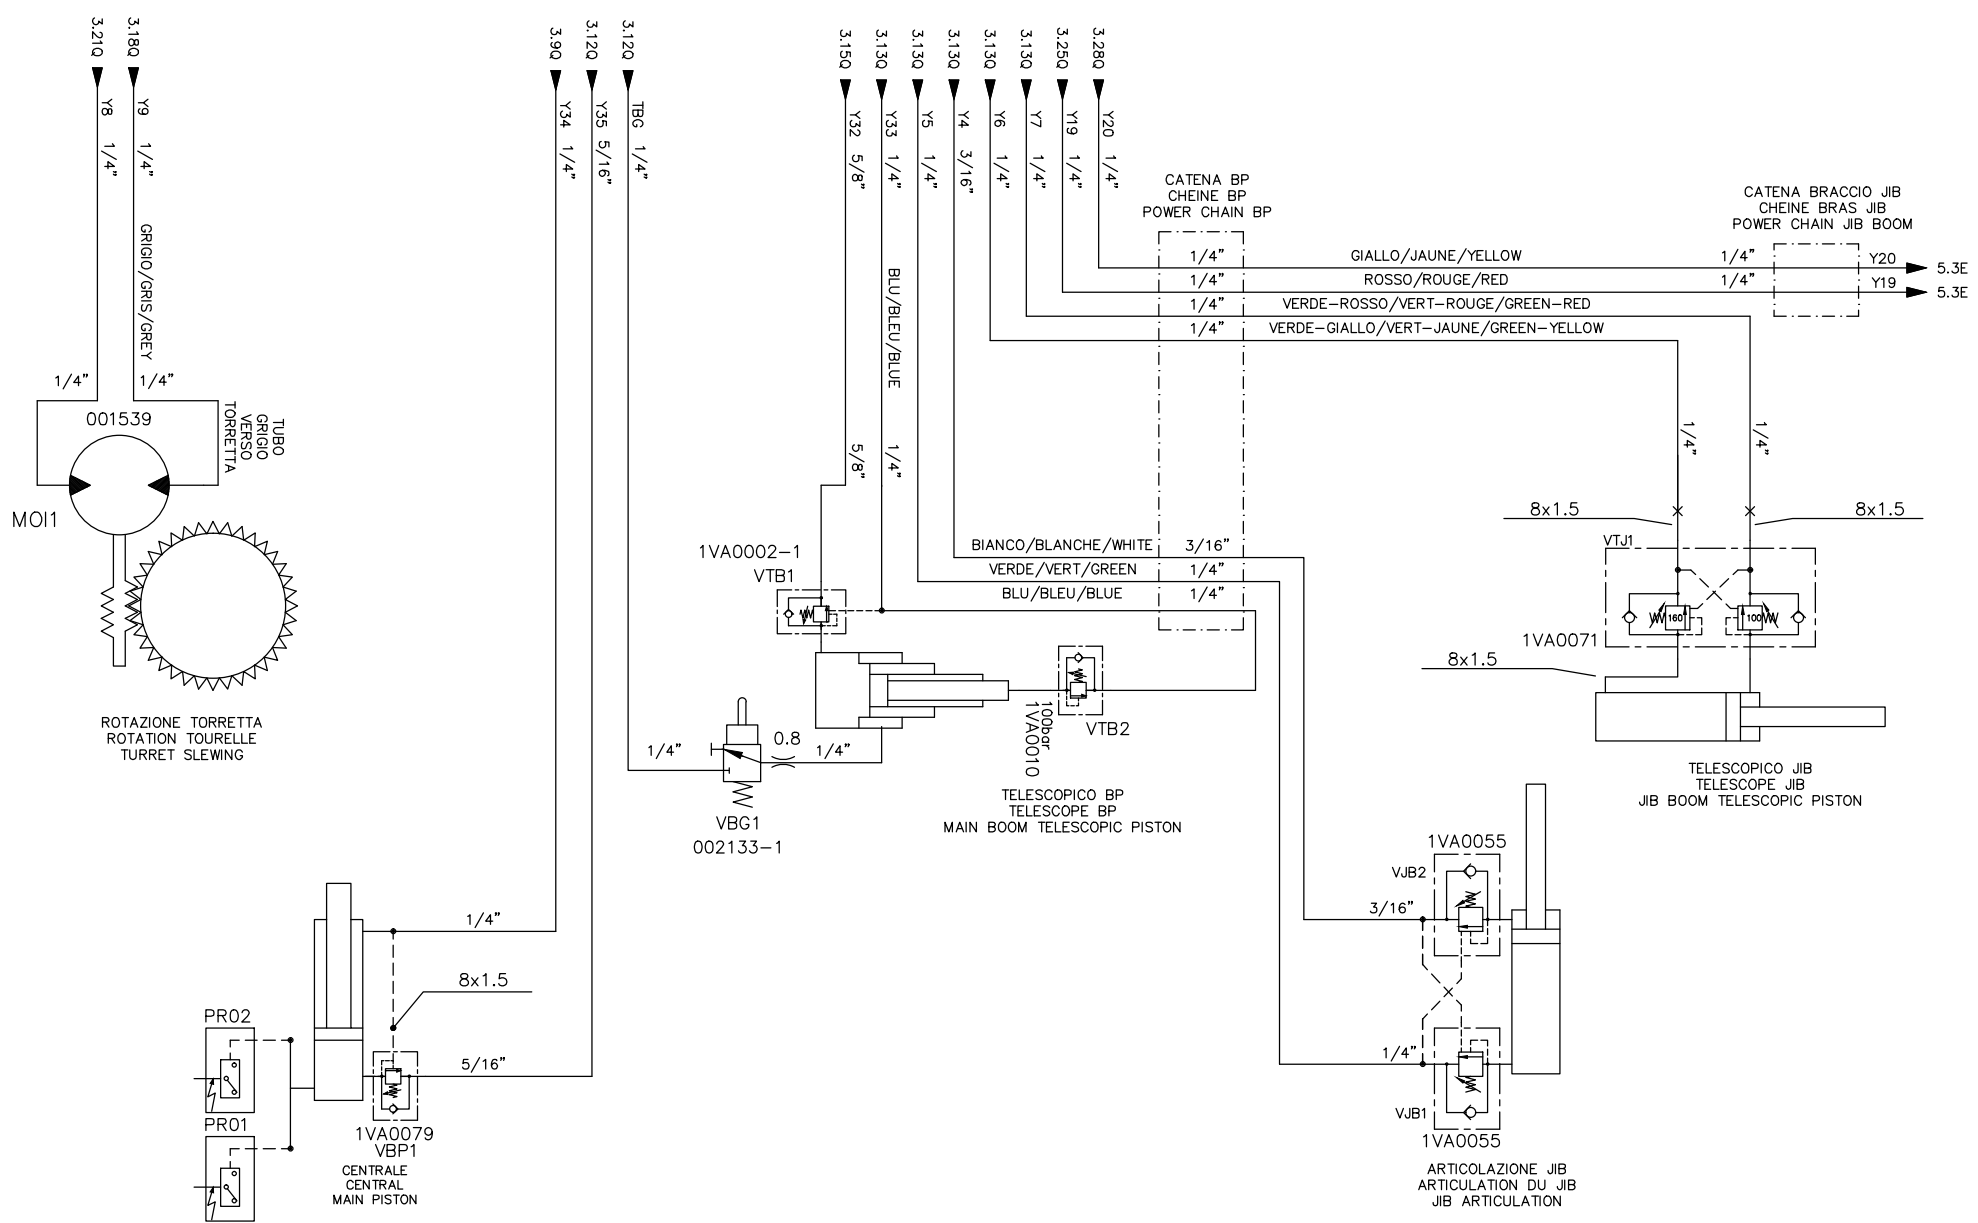 3.21Q
3.18Q
3.9Q
3.12Q
3.12Q
3.15Q
3.13Q
3.13Q
3.13Q
3.13Q
3.13Q
3.25Q
3.28Q
Y8 1/4”
Y9 1/4”
Y34 1/4”
Y35 5/16”
TBG 1/4”
Y32 5/8”
Y33 1/4”
Y5 1/4”
Y4 3/16”
Y6 1/4”
Y7 1/4”
Y19 1/4”
Y20 1/4”
CATENA BP
CHEINE BP
POWER CHAIN BP
CATENA BRACCIO JIB
CHEINE BRAS JIB
POWER CHAIN JIB BOOM
1/4” GIALLO/JAUNE/YELLOW 1/4” Y20 5.3E
1/4” ROSSO/ROUGE/RED 1/4” Y19 5.3E
1/4” VERDE-ROSSO/VERT-ROUGE/GREEN-RED
1/4” VERDE-GIALLO/VERT-JAUNE/GREEN-YELLOW
GRIGIO/GRIS/GREY
BLU/BLEU/BLUE
1/4”
1/4”
001539
TUBO
GRIGIO
VERSO
TORRETTA
MOI1
ROTAZIONE TORRETTA
ROTATION TOURELLE
TURRET SLEWING
5/8”
1/4”
1/4”
1/4”
8x1.5
8x1.5
VTJ1
160
100
1VA0071
8x1.5
TELESCOPICO JIB
TELESCOPE JIB
JIB BOOM TELESCOPIC PISTON
BIANCO/BLANCHE/WHITE 3/16”
VERDE/VERT/GREEN 1/4”
BLU/BLEU/BLUE 1/4”
1VA0002-1
VTB1
VTB2
100bar
1VA0010
TELESCOPICO BP
TELESCOPE BP
MAIN BOOM TELESCOPIC PISTON
1/4”
0.8
1/4”
VBG1
002133-1
1VA0055
VJB2
3/16”
1/4”
VJB1
1VA0055
ARTICOLAZIONE JIB
ARTICULATION DU JIB
JIB ARTICULATION
1/4”
8x1.5
5/16”
PR02
PR01
1VA0079
VBP1
CENTRALE
CENTRAL
MAIN PISTON